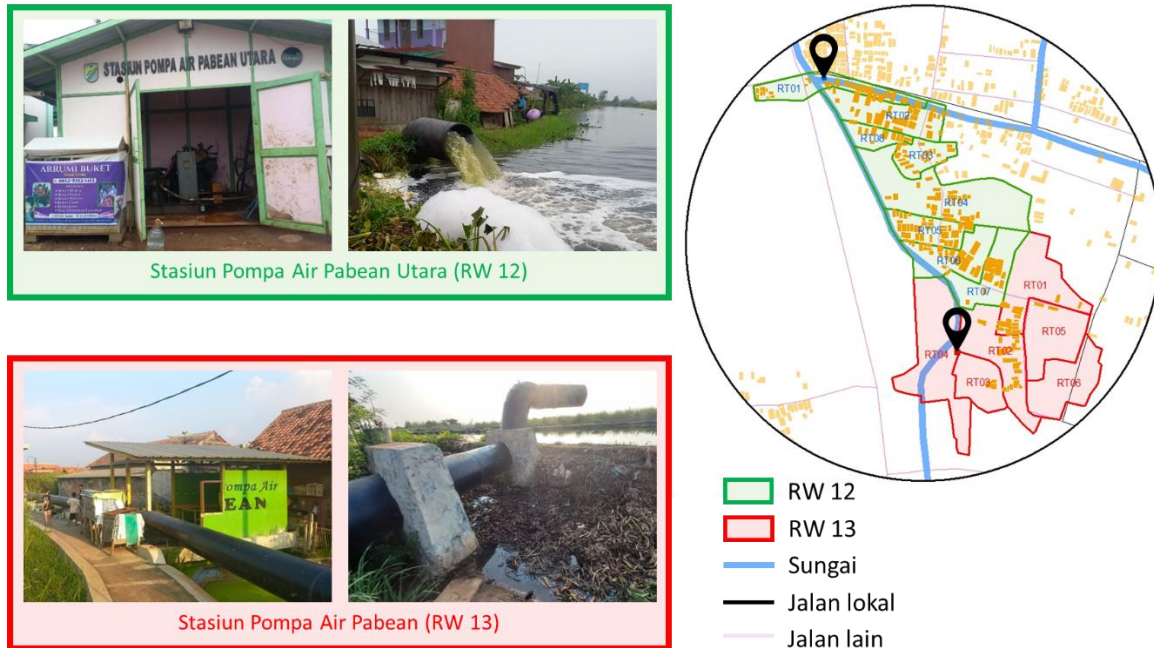 STASIUN POMPA AIR PABEAN UTARA
ARRUMI BUKET
Stasiun Pompa Air Pabean Utara (RW 12)
ompa Air
EAN
Stasiun Pompa Air Pabean (RW 13)
RT01
RT02
RT08
RT03
RT04
RT05
RT06
RT07
RT01
RT05
RT04
RT02
RT03
RT06
RW 12
RW 13
Sungai
Jalan lokal
Jalan lain